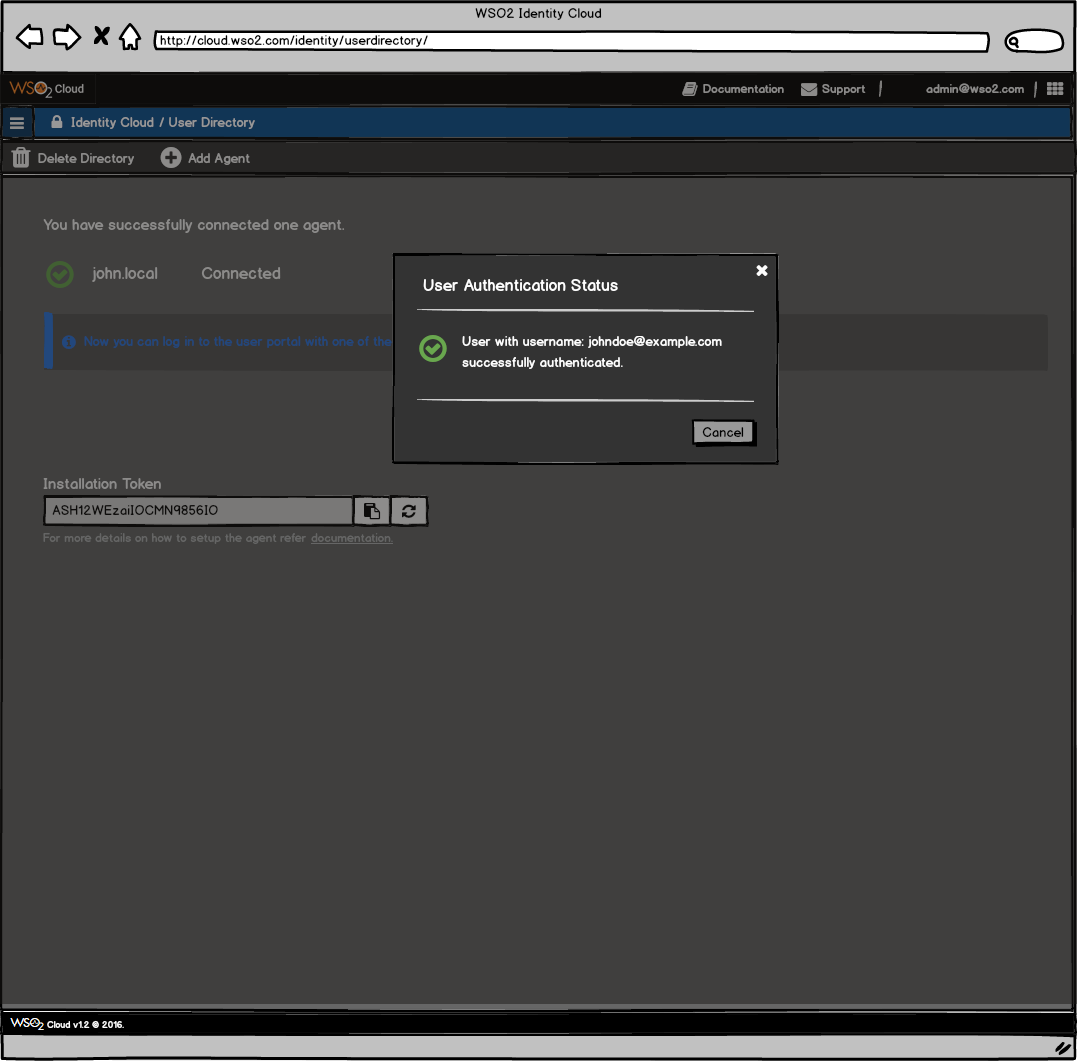 WSO2 Identity Cloud
http://cloud.wso2.com/identity/userdirectory/
WSO2 Cloud
Documentation
Support
admin@wso2.com
Identity Cloud / User Directory
Delete Directory
Add Agent
You have successfully connected one agent.
john.local Connected
Now you can log in to the user portal with one of the
User Authentication Status
User with username: johndoe@example.com
successfully authenticated.
Cancel
Installation Token
ASH12WEzaiIOCMN9856IO
For more details on how to setup the agent refer documentation.
WSO2 Cloud v1.2 © 2016.